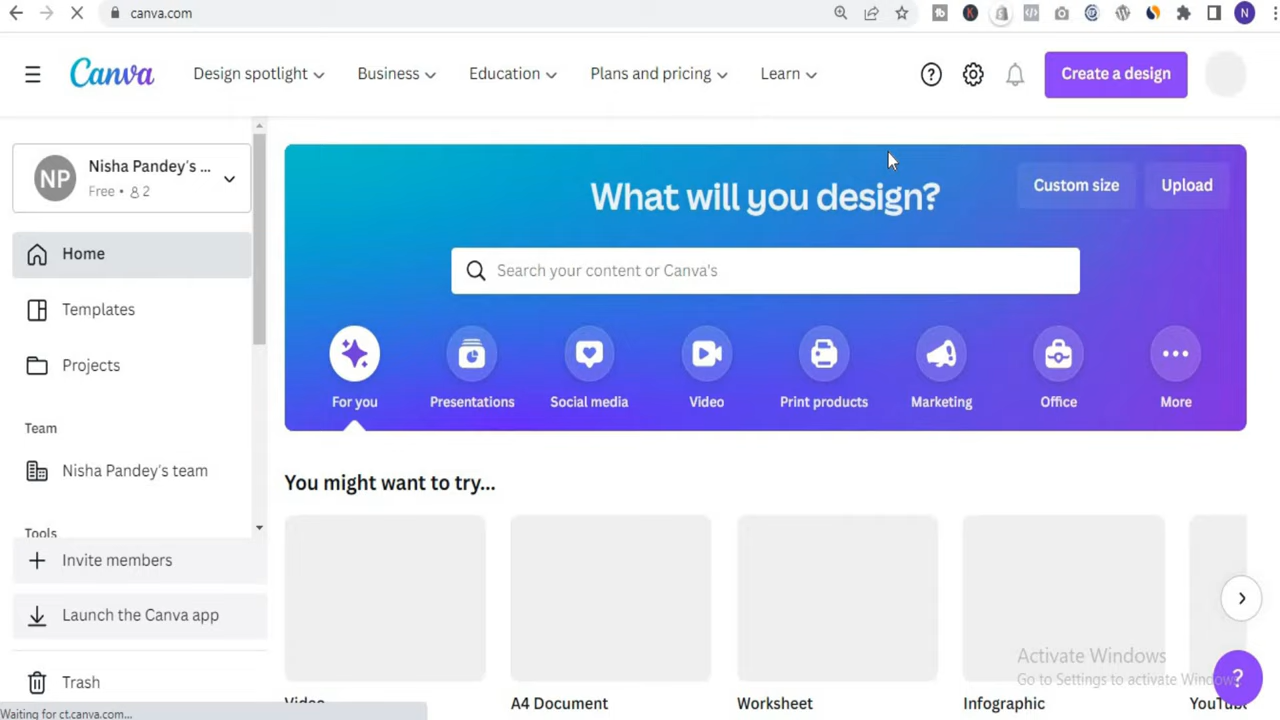 canva.com
N
Canva
Design spotlight
Business
Education
Plans and pricing
Learn
?
Create a design
NP
Nisha Pandey's ...
Free • 2
Home
Templates
Projects
Team
Nisha Pandey's team
Tools
Invite members
Launch the Canva app
Trash
Waiting for ct.canva.com...
What will you design?
Custom size
Upload
Search your content or Canva's
For you
Presentations
Social media
Video
Print products
Marketing
Office
More
You might want to try...
Video
A4 Document
Worksheet
Infographic
YouTub
Activate Windows
Go to Settings to activate Windows.
?